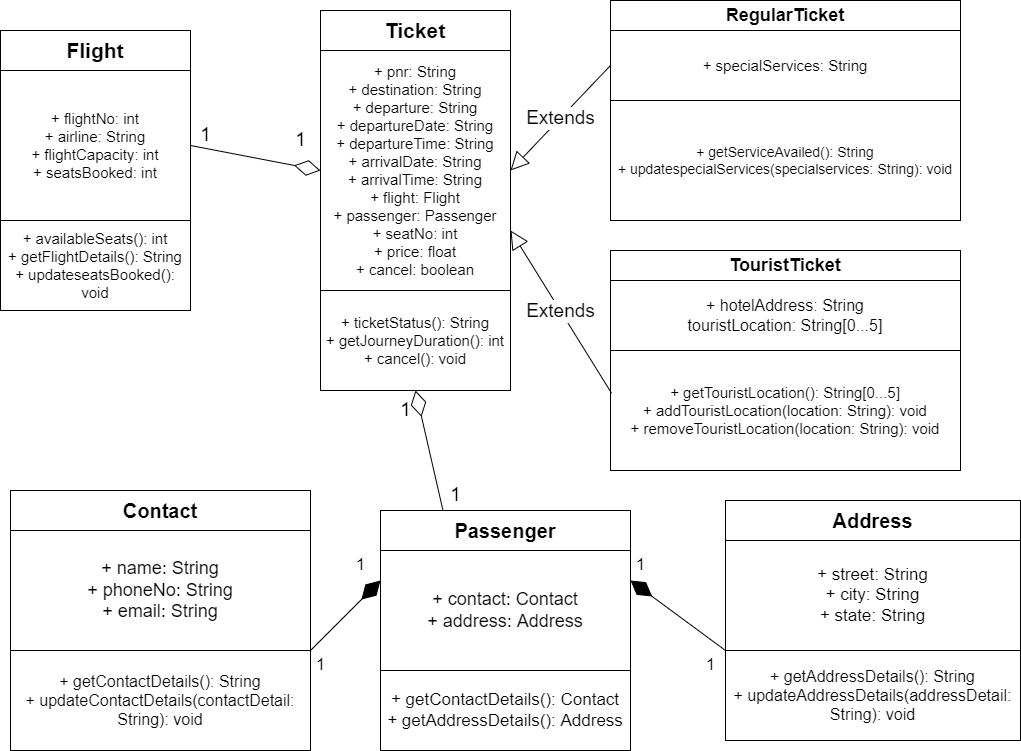 Flight
+ flightNo: int
+ airline: String
+ flightCapacity: int
+ seatsBooked: int
+ availableSeats(): int
+ getFlightDetails(): String
+ updateseatsBooked():
void
1
1
Ticket
+ pnr: String
+ destination: String
+ departure: String
+ departureDate: String
+ departureTime: String
+ arrivalDate: String
+ arrivalTime: String
+ flight: Flight
+ passenger: Passenger
+ seatNo: int
+ price: float
+ cancel: boolean
+ ticketStatus(): String
+ getJourneyDuration(): int
+ cancel(): void
Extends
Extends
RegularTicket
+ specialServices: String
+ getServiceAvailed(): String
+ updatespecialServices(specialservices: String): void
TouristTicket
+ hotelAddress: String
touristLocation: String[0...5]
+ getTouristLocation(): String[0...5]
+ addTouristLocation(location: String): void
+ removeTouristLocation(location: String): void
1
1
Contact
+ name: String
+ phoneNo: String
+ email: String
+ getContactDetails(): String
+ updateContactDetails(contactDetail:
String): void
1
1
Passenger
+ contact: Contact
+ address: Address
+ getContactDetails(): Contact
+ getAddressDetails(): Address
1
1
Address
+ street: String
+ city: String
+ state: String
+ getAddressDetails(): String
+ updateAddressDetails(addressDetail:
String): void